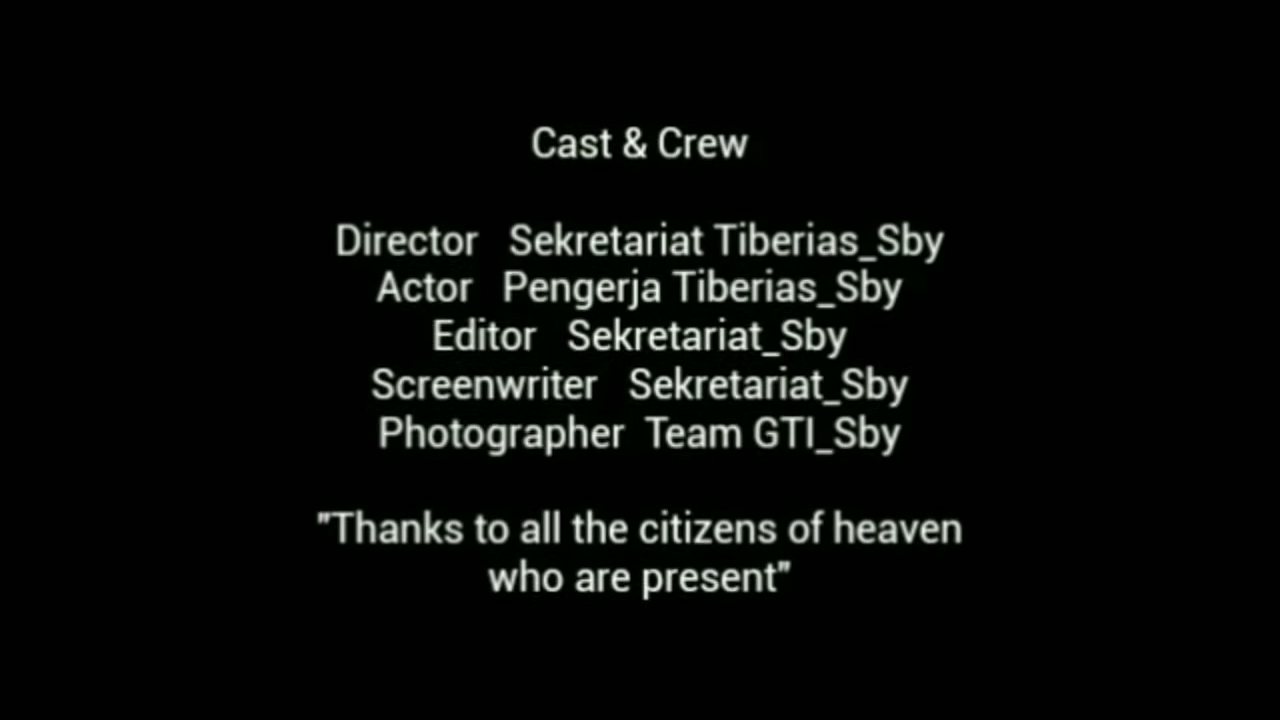 Cast & Crew
Director Sekretariat Tiberias_Sby
Actor Pengerja Tiberias_Sby
Editor Sekretariat_Sby
Screenwriter Sekretariat_Sby
Photographer Team GTI_Sby
"Thanks to all the citizens of heaven
who are present"